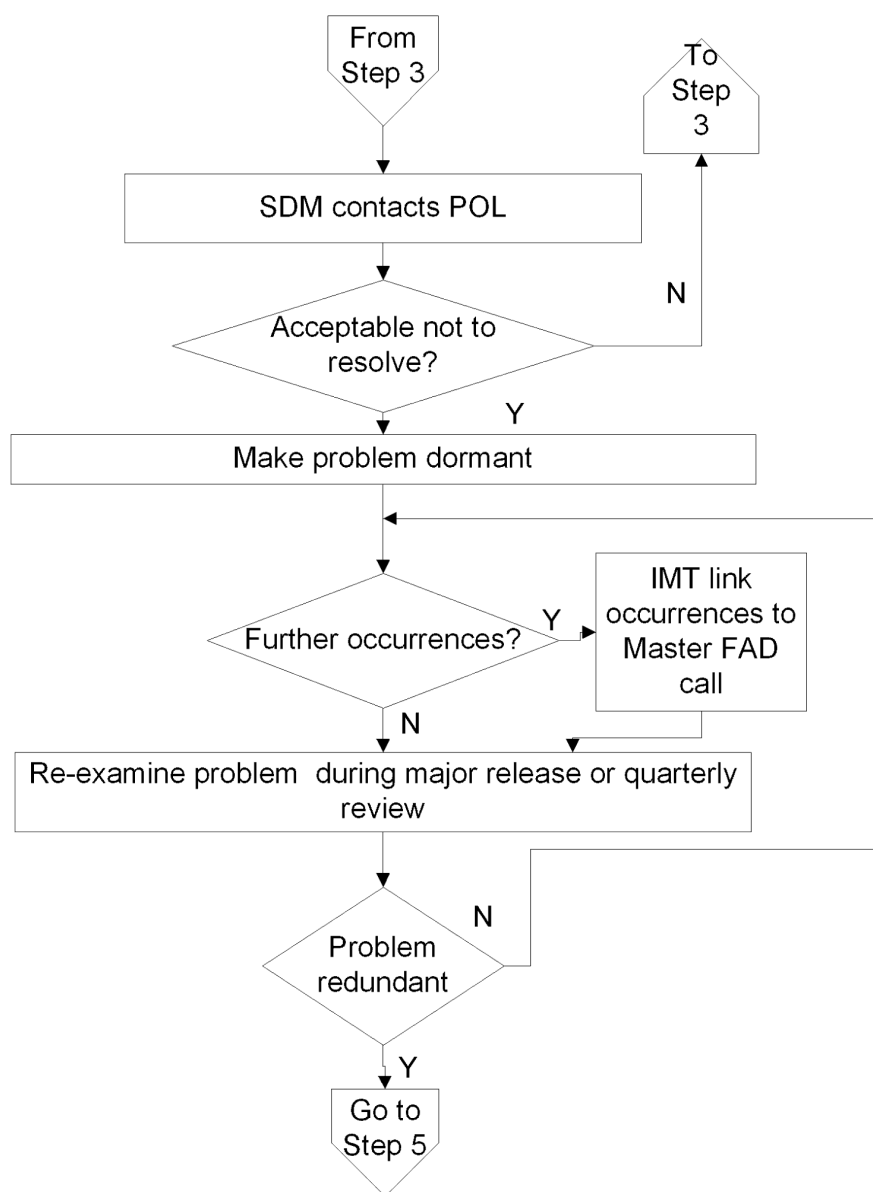 From
Step 3
To
Step
3
SDM contacts POL
N
Acceptable not to
resolve?
Y
Make problem dormant
IMT link
occurrences to
Master FAD
call
Y
Further occurrences?
N
Re-examine problem during major release or quarterly
review
N
Problem
redundant
Y
Go to
Step 5